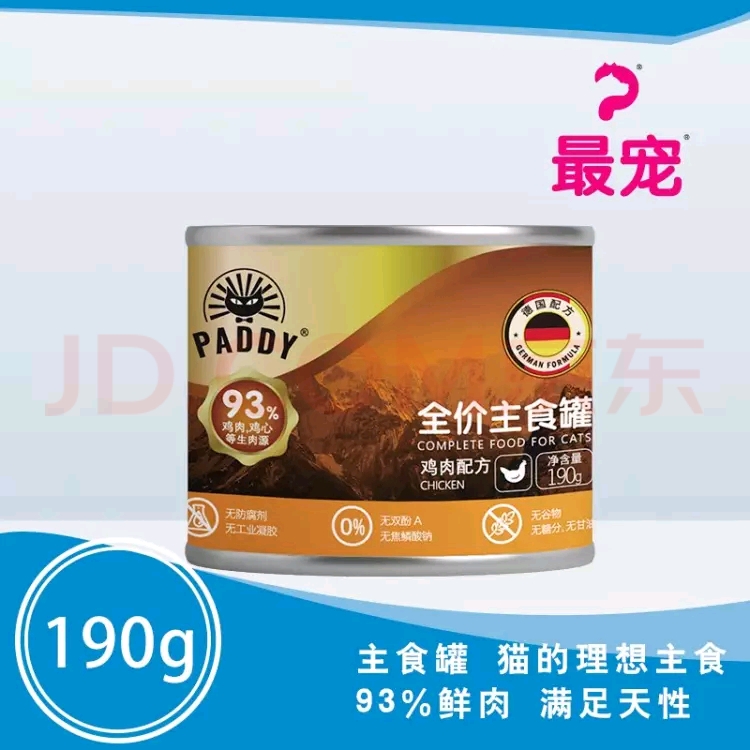 最宠
PADDY
93%
鸡肉,鸡心
等生肉源
德国配方
GERMAN FORMULA
全价主食罐
COMPLETE FOOD FOR CATS
鸡肉配方
CHICKEN
净含量
190g
无防腐剂
无工业凝胶
0%
无双酚A
无焦鳞酸钠
无谷物
无糖分,无甘油
190g
主食罐 猫的理想主食
93%鲜肉 满足天性